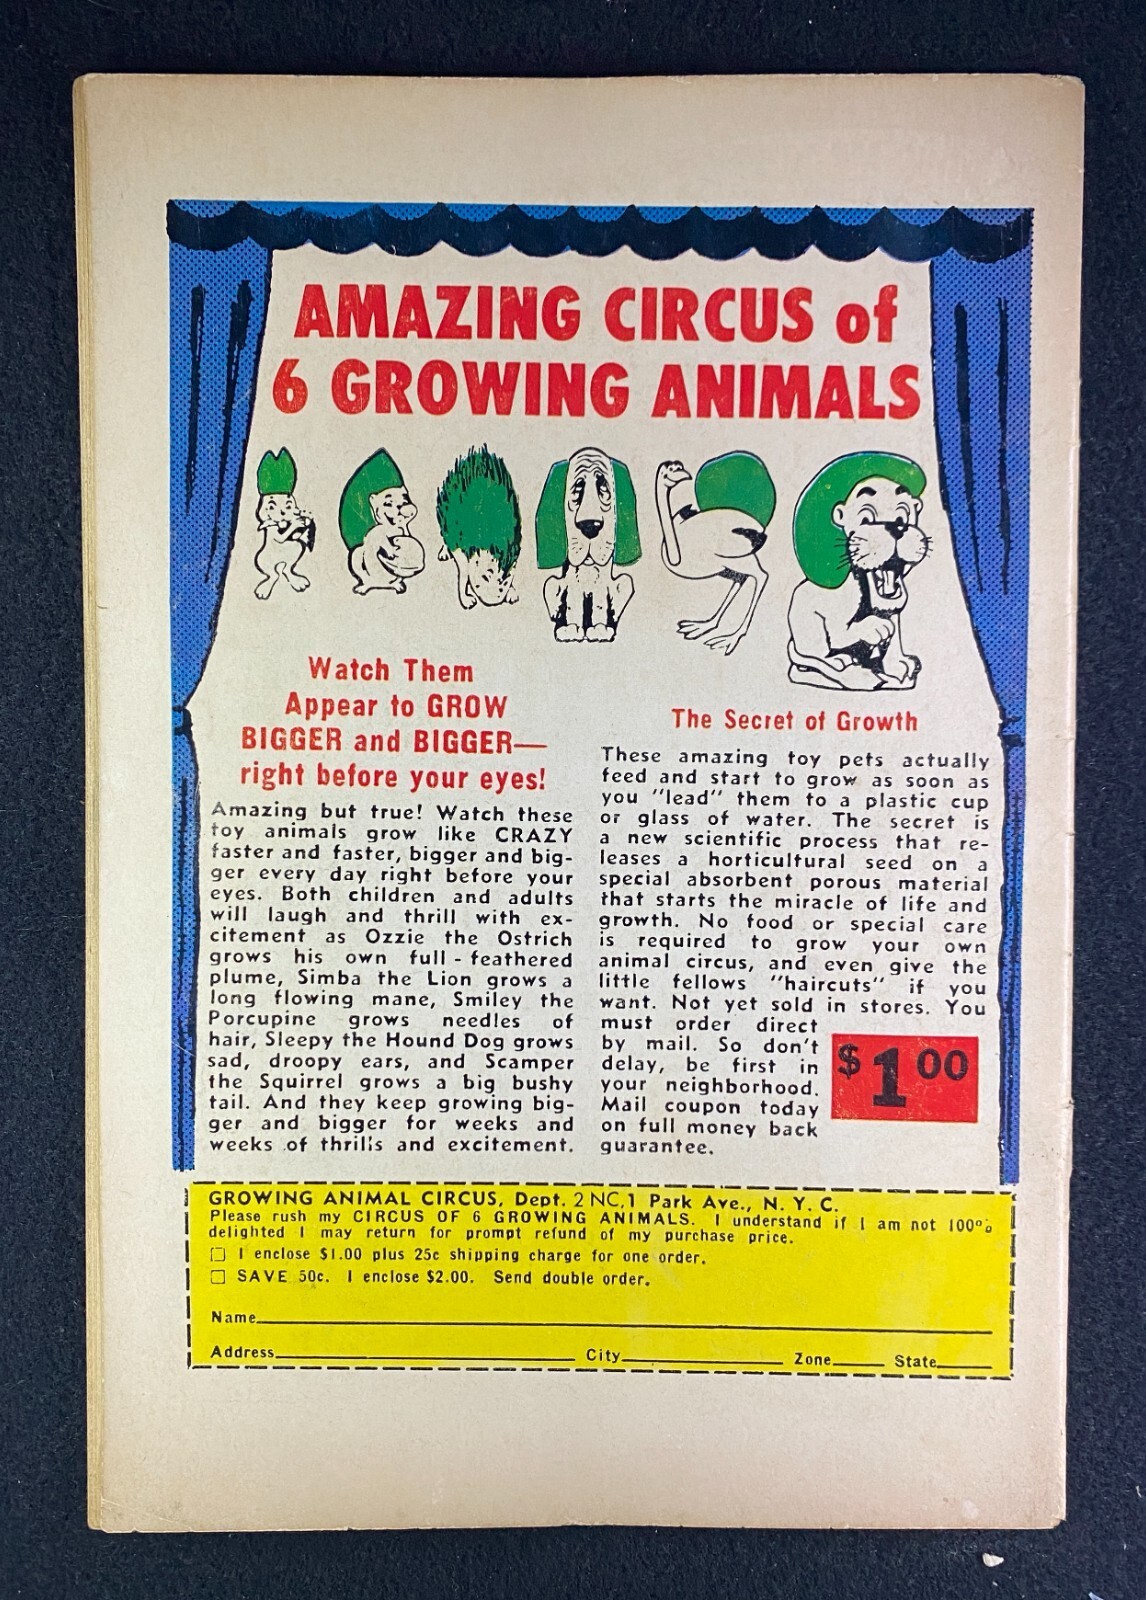 AMAZING CIRCUS of
6 GROWING ANIMALS
Watch Them
Appear to GROW
BIGGER and BIGGER—
right before your eyes!
Amazing but true! Watch these
toy animals grow like CRAZY
faster and faster, bigger and big-
ger every day right before your
eyes. Both children and adults
will laugh and thrill with ex-
citement as Ozzie the Ostrich
grows his own full - feathered
plume, Simba the Lion grows a
long flowing mane, Smiley the
Porcupine grows needles of
hair, Sleepy the Hound Dog grows
sad, droopy ears, and Scamper
the Squirrel grows a big bushy
tail. And they keep growing big-
ger and bigger for weeks and
weeks of thrills and excitement.
The Secret of Growth
These amazing toy pets actually
feed and start to grow as soon as
you "lead" them to a plastic cup
or glass of water. The secret is
a new scientific process that re-
leases a horticultural seed on a
special absorbent porous material
that starts the miracle of life and
growth. No food or special care
is required to grow your own
animal circus, and even give the
little fellows "haircuts" if you
want. Not yet sold in stores. You
must order direct
by mail. So don't
delay, be first in
your neighborhood.
Mail coupon today
on full money back
guarantee.
$1.00
GROWING ANIMAL CIRCUS, Dept. 2 NC, 1 Park Ave., N. Y. C.
Please rush my CIRCUS OF 6 GROWING ANIMALS. I understand if I am not 100%
delighted I may return for prompt refund of my purchase price.
☐ I enclose $1.00 plus 25c shipping charge for one order.
☐ SAVE 50c. I enclose $2.00. Send double order.
Name
Address City Zone State